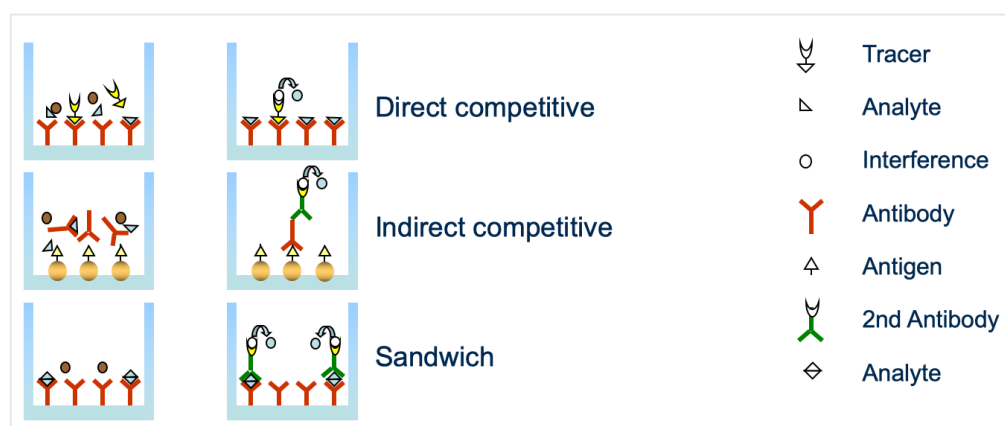 Direct competitive
Indirect competitive
Sandwich
Tracer
Analyte
Interference
Antibody
Antigen
2nd Antibody
Analyte